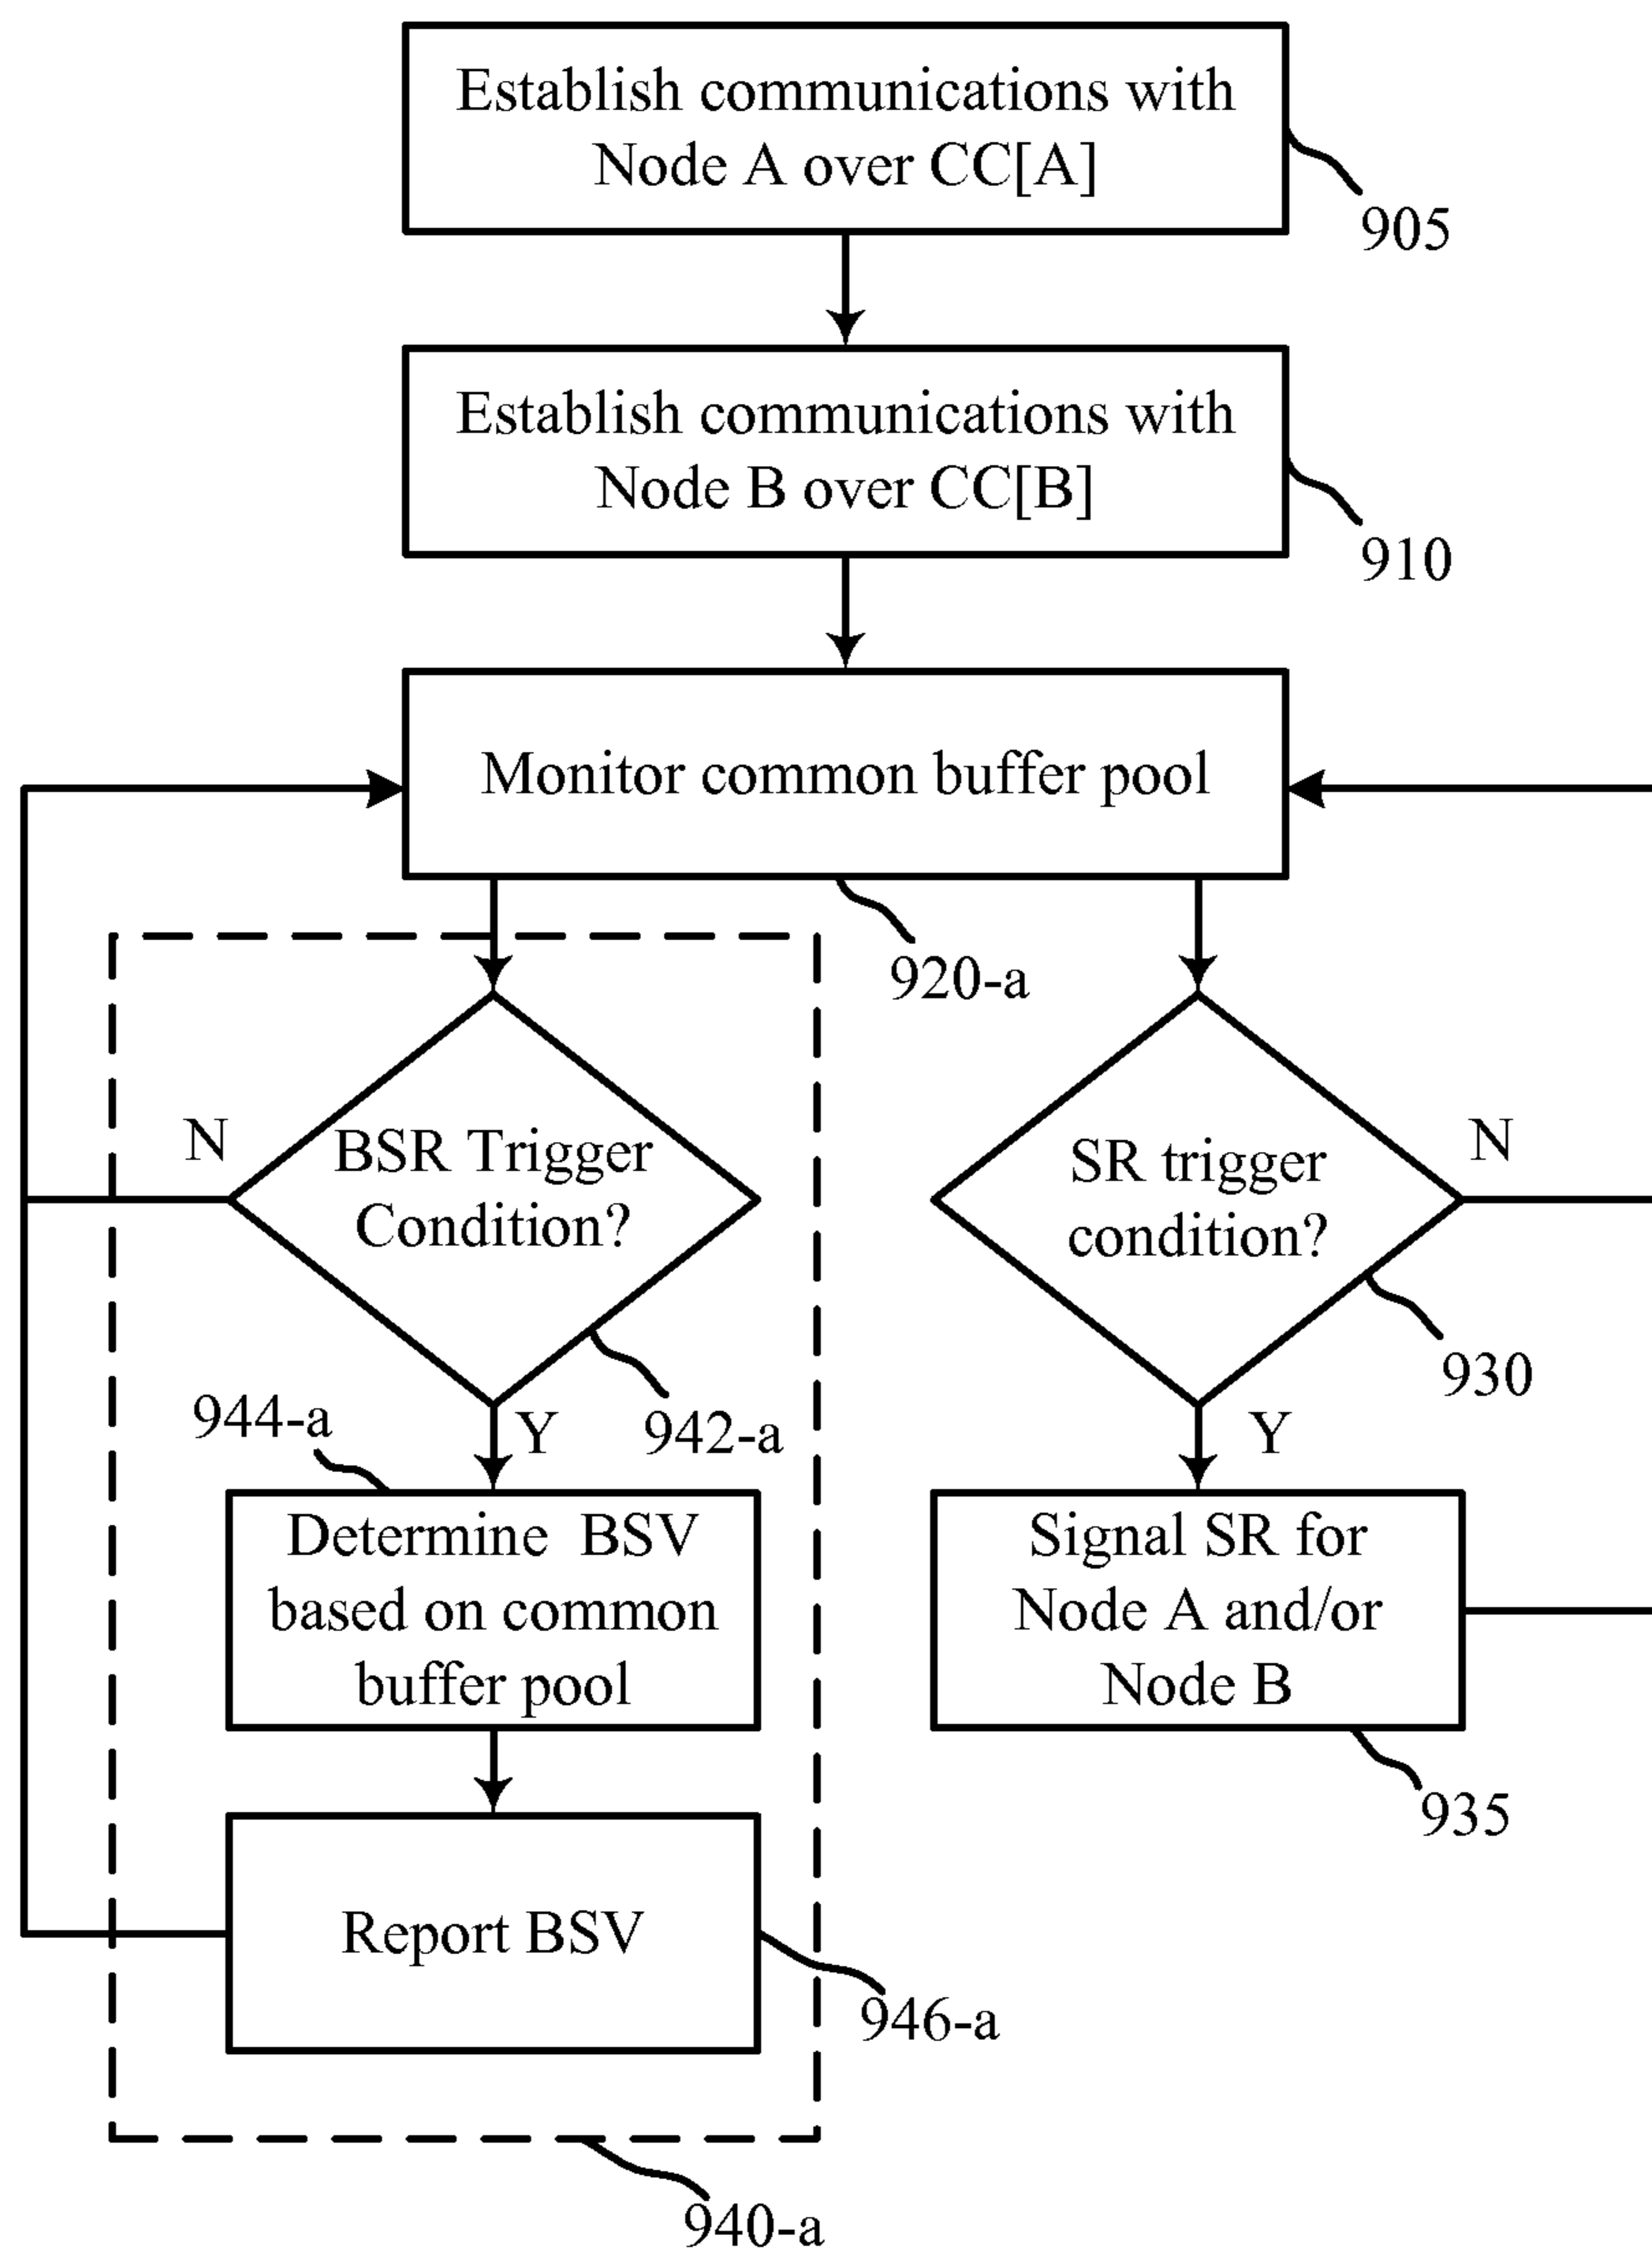 Establish communications with
Node A over CC[A]
905
Establish communications with
Node B over CC[B]
910
Monitor common buffer pool
920-a
N
BSR Trigger
Condition?
942-a
Y
SR trigger
condition?
N
930
Y
944-a
Determine BSV
based on common
buffer pool
Signal SR for
Node A and/or
Node B
935
Report BSV
946-a
940-a